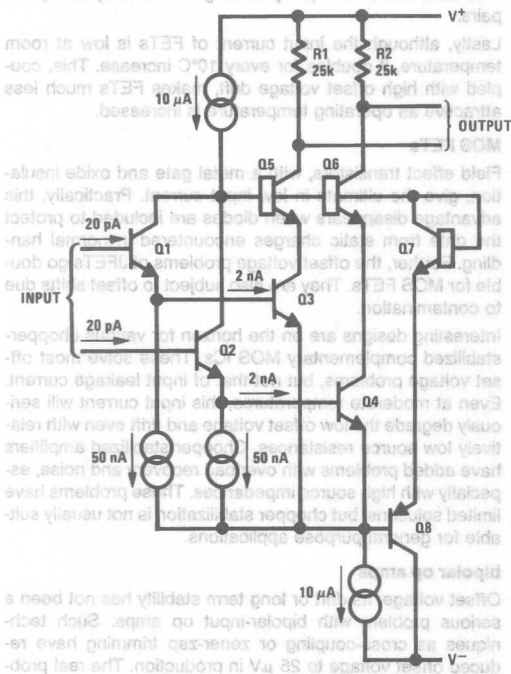 V+
R1
25k
R2
25k
10 µA
OUTPUT
Q5
Q6
Q7
20 pA
Q1
2 nA
Q3
INPUT
20 pA
Q2
2 nA
Q4
50 nA
50 nA
Q8
10 µA
V−
pairs.
Lastly, although the input current of FETs is low at room
temperature it doubles for every 10°C increase. This, cou-
pled with high offset voltage drift, makes FETs much less
attractive as operating temperature is increased.
MOS FETs
Field effect transistors, with a metal gate and oxide insula-
tion, give the ultimate in low input current. Practically, this
advantage disappears when diodes are included to protect
the gate from static charges encountered in normal han-
dling. Further, the offset voltage problems of JFETs go dou-
ble for MOS FETs. They are also subject to offset shifts due
to contamination.
Interesting designs are on the horizon for various chopper-
stabilized complementary MOS ICs. These solve most off-
set voltage problems, but not that of input leakage current.
Even at moderate temperatures, this input current will seri-
ously degrade the low offset voltage and drift even with rela-
tively low source resistances. Chopper-stabilized amplifiers
have added problems with overload recovery and noise, es-
pecially with high source impedances. These problems have
limited solutions but chopper stabilization is not usually suit-
able for general purpose applications.
bipolar op amps
Offset voltage, its drift or long term stability has not been a
serious problem with bipolar-input op amps. Such tech-
niques as cross-coupling or zener-zap trimming have re-
duced offset voltage to 25 µV in production. The real prob-